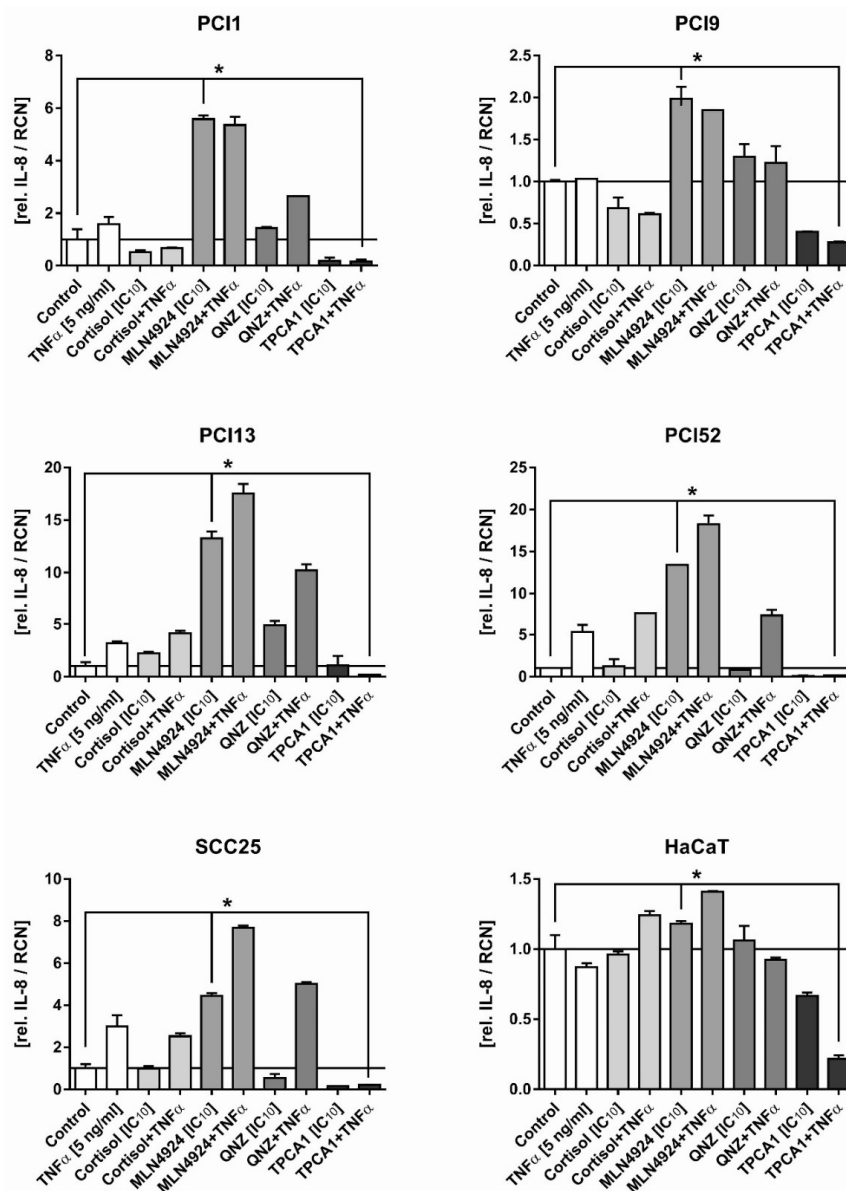 PCI1
[rel. IL-8 / RCN]
8
6
4
2
0
*
Control
TNFα [5 ng/ml]
Cortisol [IC10]
Cortisol+TNFα
MLN4924 [IC10]
MLN4924+TNFα
QNZ [IC10]
QNZ+TNFα
TPCA1 [IC10]
TPCA1+TNFα
PCI9
[rel. IL-8 / RCN]
2.5
2.0
1.5
1.0
0.5
0.0
*
Control
TNFα [5 ng/ml]
Cortisol [IC10]
Cortisol+TNFα
MLN4924 [IC10]
MLN4924+TNFα
QNZ [IC10]
QNZ+TNFα
TPCA1 [IC10]
TPCA1+TNFα
PCI13
[rel. IL-8 / RCN]
20
15
10
5
0
*
Control
TNFα [5 ng/ml]
Cortisol [IC10]
Cortisol+TNFα
MLN4924 [IC10]
MLN4924+TNFα
QNZ [IC10]
QNZ+TNFα
TPCA1 [IC10]
TPCA1+TNFα
PCI52
[rel. IL-8 / RCN]
25
20
15
10
5
0
*
Control
TNFα [5 ng/ml]
Cortisol [IC10]
Cortisol+TNFα
MLN4924 [IC10]
MLN4924+TNFα
QNZ [IC10]
QNZ+TNFα
TPCA1 [IC10]
TPCA1+TNFα
SCC25
[rel. IL-8 / RCN]
10
8
6
4
2
0
*
Control
TNFα [5 ng/ml]
Cortisol [IC10]
Cortisol+TNFα
MLN4924 [IC10]
MLN4924+TNFα
QNZ [IC10]
QNZ+TNFα
TPCA1 [IC10]
TPCA1+TNFα
HaCaT
[rel. IL-8 / RCN]
1.5
1.0
0.5
0.0
*
Control
TNFα [5 ng/ml]
Cortisol [IC10]
Cortisol+TNFα
MLN4924 [IC10]
MLN4924+TNFα
QNZ [IC10]
QNZ+TNFα
TPCA1 [IC10]
TPCA1+TNFα